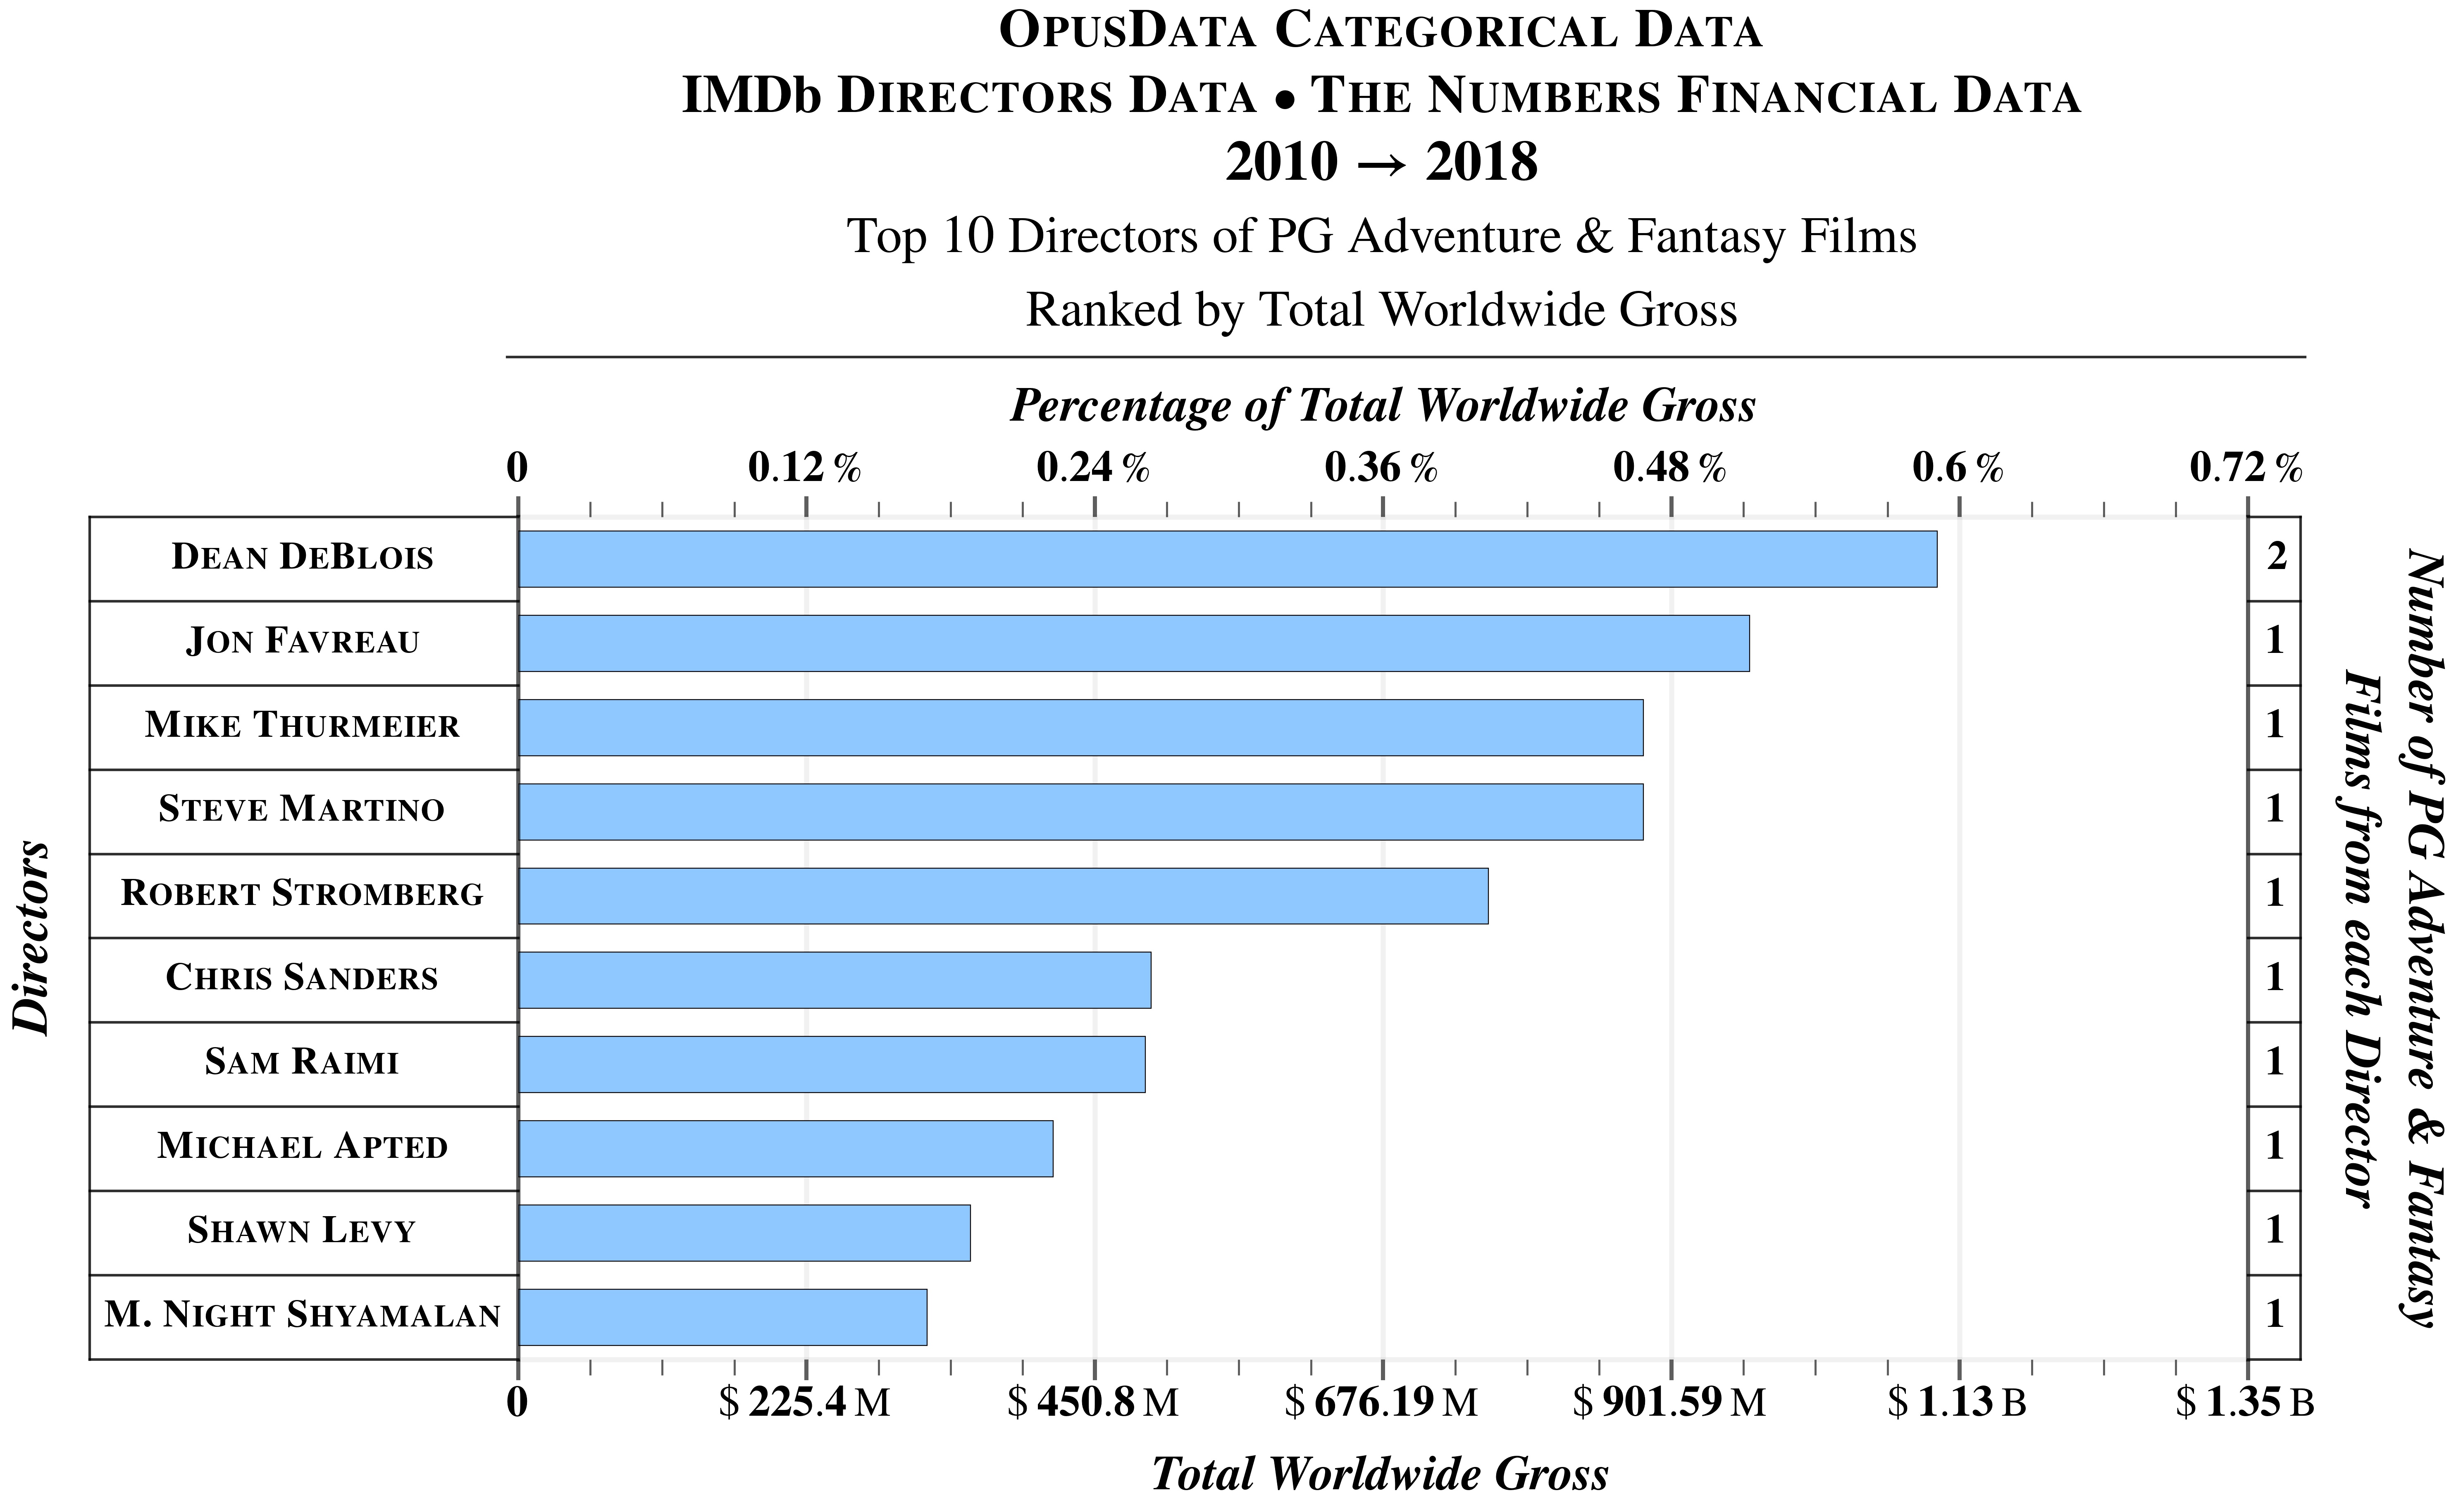 OpusData Categorical Data
IMDb Directors Data • The Numbers Financial Data
2010 → 2018
Top 10 Directors of PG Adventure & Fantasy Films
Ranked by Total Worldwide Gross
Percentage of Total Worldwide Gross
0 0.12 % 0.24 % 0.36 % 0.48 % 0.6 % 0.72 %
Directors
Dean DeBlois 2
Jon Favreau 1
Mike Thurmeier 1
Steve Martino 1
Robert Stromberg 1
Chris Sanders 1
Sam Raimi 1
Michael Apted 1
Shawn Levy 1
M. Night Shyamalan 1
Number of PG Adventure & Fantasy
Films from each Director
0 $ 225.4 M $ 450.8 M $ 676.19 M $ 901.59 M $ 1.13 B $ 1.35 B
Total Worldwide Gross